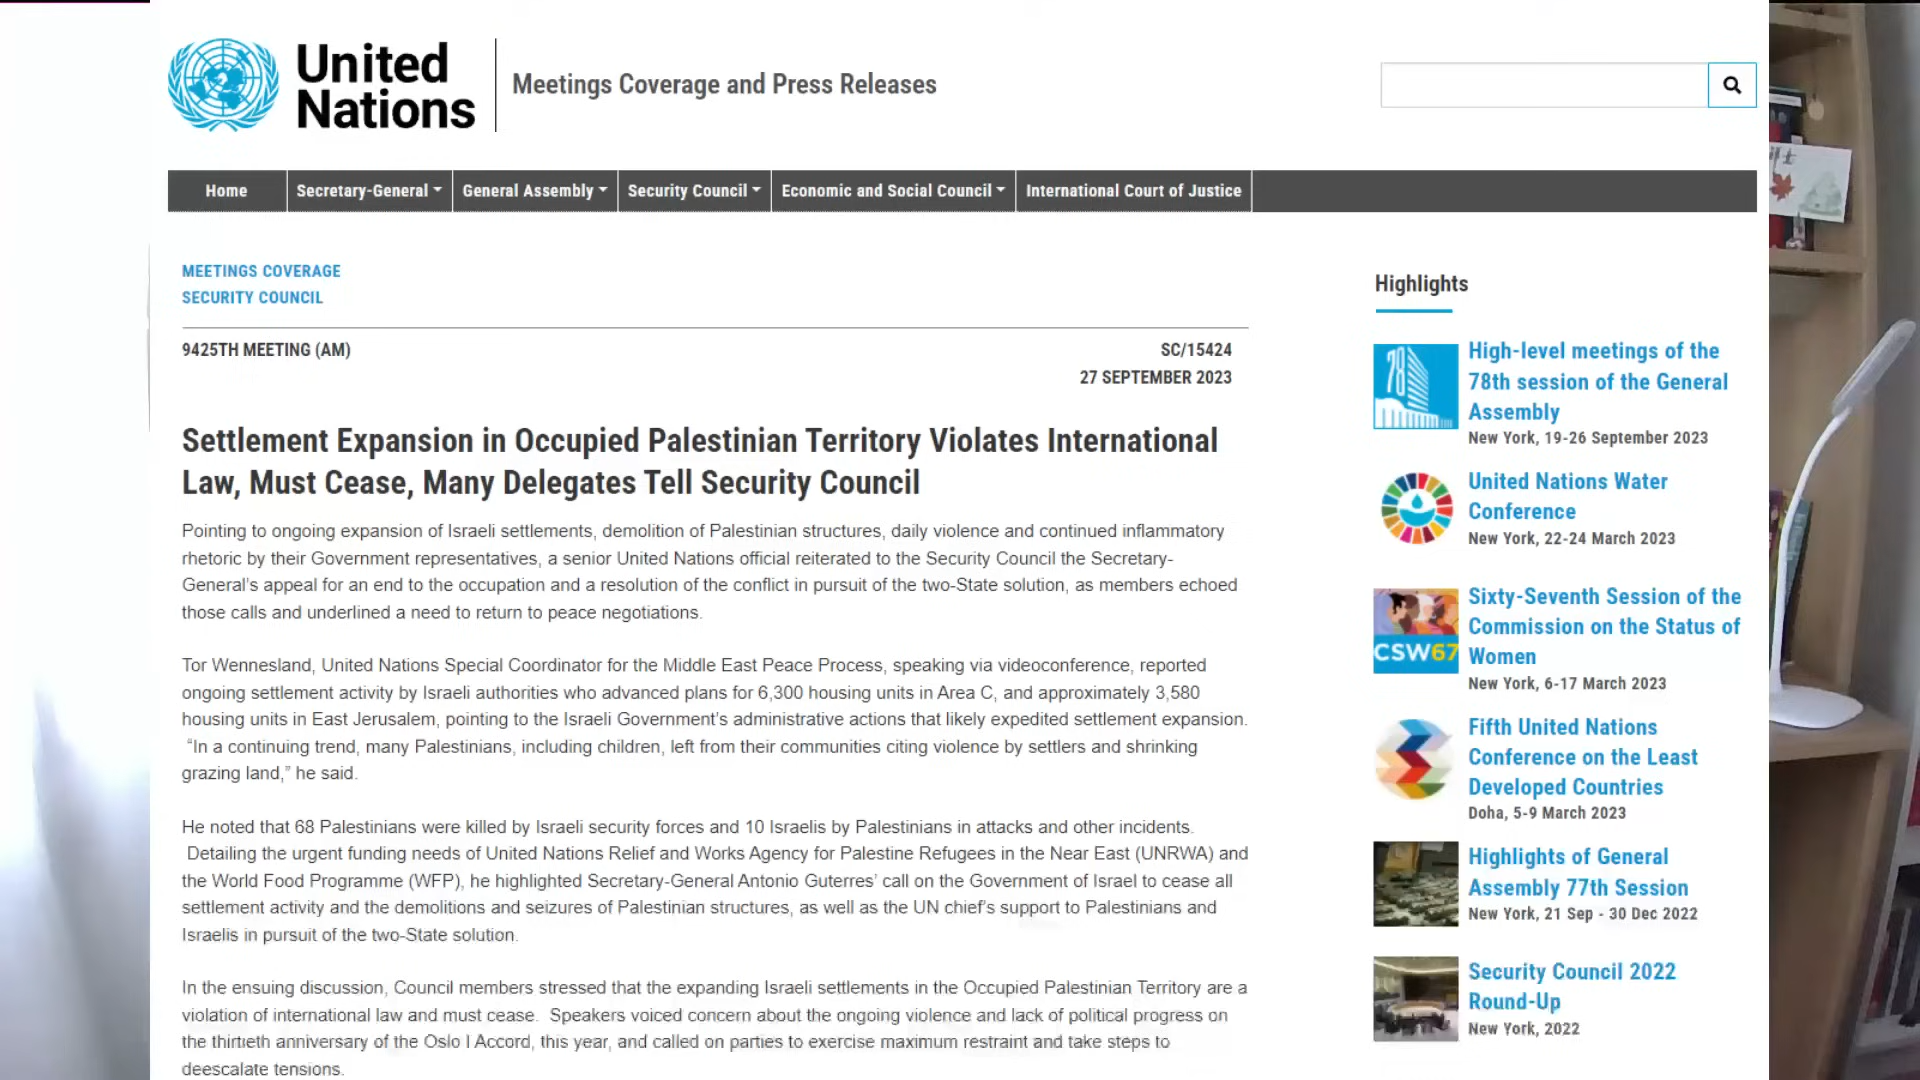 United
Nations
Meetings Coverage and Press Releases
Home
Secretary-General
General Assembly
Security Council
Economic and Social Council
International Court of Justice
MEETINGS COVERAGE
SECURITY COUNCIL
9425TH MEETING (AM)
SC/15424
27 SEPTEMBER 2023
Settlement Expansion in Occupied Palestinian Territory Violates International
Law, Must Cease, Many Delegates Tell Security Council
Pointing to ongoing expansion of Israeli settlements, demolition of Palestinian structures, daily violence and continued inflammatory
rhetoric by their Government representatives, a senior United Nations official reiterated to the Security Council the Secretary-
General’s appeal for an end to the occupation and a resolution of the conflict in pursuit of the two-State solution, as members echoed
those calls and underlined a need to return to peace negotiations.
Tor Wennesland, United Nations Special Coordinator for the Middle East Peace Process, speaking via videoconference, reported
ongoing settlement activity by Israeli authorities who advanced plans for 6,300 housing units in Area C, and approximately 3,580
housing units in East Jerusalem, pointing to the Israeli Government’s administrative actions that likely expedited settlement expansion.
“In a continuing trend, many Palestinians, including children, left from their communities citing violence by settlers and shrinking
grazing land,” he said.
He noted that 68 Palestinians were killed by Israeli security forces and 10 Israelis by Palestinians in attacks and other incidents.
Detailing the urgent funding needs of United Nations Relief and Works Agency for Palestine Refugees in the Near East (UNRWA) and
the World Food Programme (WFP), he highlighted Secretary-General Antonio Guterres’ call on the Government of Israel to cease all
settlement activity and the demolitions and seizures of Palestinian structures, as well as the UN chief’s support to Palestinians and
Israelis in pursuit of the two-State solution.
In the ensuing discussion, Council members stressed that the expanding Israeli settlements in the Occupied Palestinian Territory are a
violation of international law and must cease. Speakers voiced concern about the ongoing violence and lack of political progress on
the thirtieth anniversary of the Oslo I Accord, this year, and called on parties to exercise maximum restraint and take steps to
deescalate tensions.
Highlights
78
High-level meetings of the
78th session of the General
Assembly
New York, 19-26 September 2023
United Nations Water
Conference
New York, 22-24 March 2023
CSW67
Sixty-Seventh Session of the
Commission on the Status of
Women
New York, 6-17 March 2023
Fifth United Nations
Conference on the Least
Developed Countries
Doha, 5-9 March 2023
Highlights of General
Assembly 77th Session
New York, 21 Sep - 30 Dec 2022
Security Council 2022
Round-Up
New York, 2022